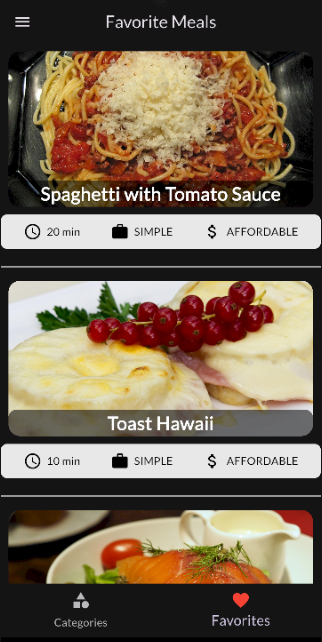 Favorite Meals
Spaghetti with Tomato Sauce
20 min SIMPLE AFFORDABLE
Toast Hawaii
10 min SIMPLE AFFORDABLE
Categories Favorites